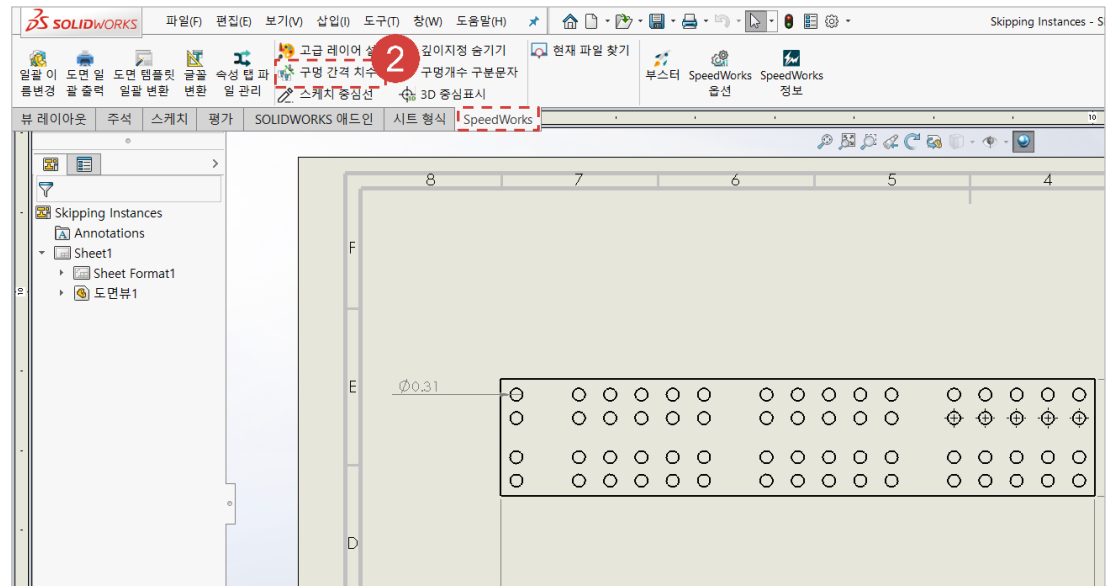 SOLIDWORKS 파일(F) 편집(E) 보기(V) 삽입(I) 도구(T) 창(W) 도움말(H) Skipping Instances - S
고급 레이어 설 깊이지정 숨기기 현재 파일 찾기
2
일괄 이름변경
도면 일괄 출력
도면 템플릿 일괄 변환
글꼴 변환
속성 탭 파일 관리
구멍 간격 치수 구멍개수 구분문자
스케치 중심선 3D 중심표시
부스터
SpeedWorks 옵션
SpeedWorks 정보
뷰 레이아웃 주석 스케치 평가 SOLIDWORKS 애드인 시트 형식 SpeedWorks
10
8 7 6 5 4
Skipping Instances
Annotations
Sheet1
Sheet Format1
도면뷰1
10
F
E
Ø0.31
D